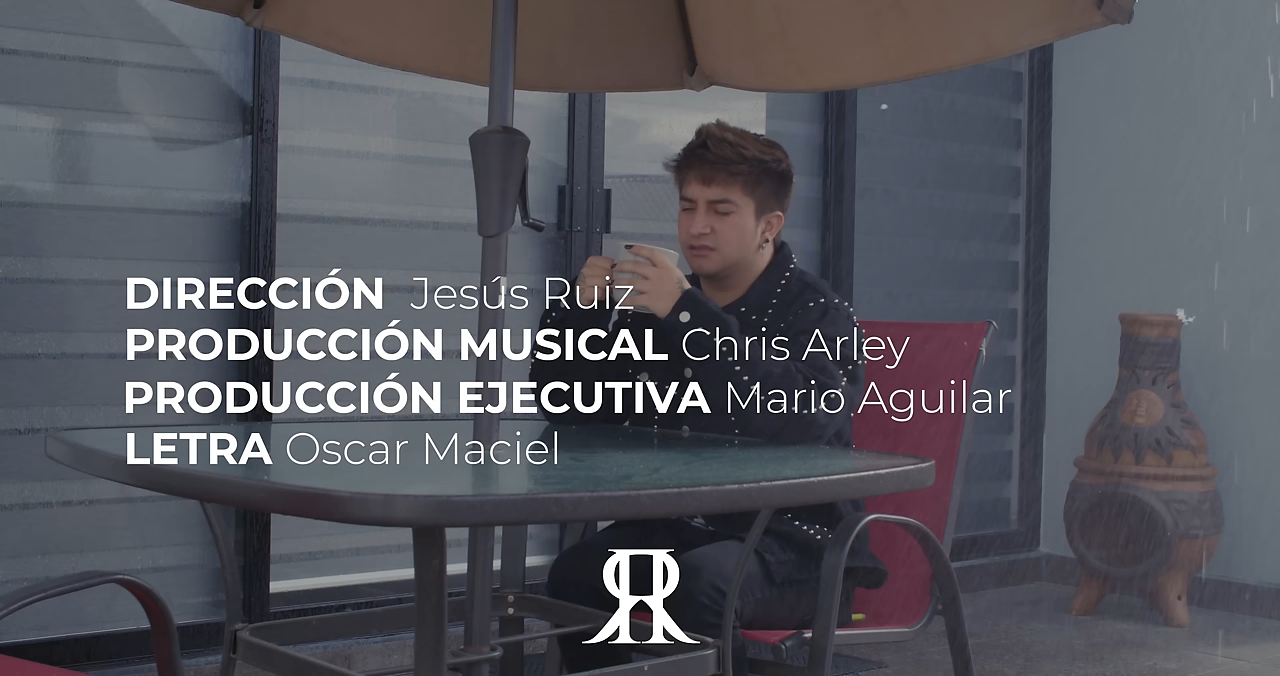 DIRECCIÓN Jesús Ruiz
PRODUCCIÓN MUSICAL Chris Arley
PRODUCCIÓN EJECUTIVA Mario Aguilar
LETRA Oscar Maciel